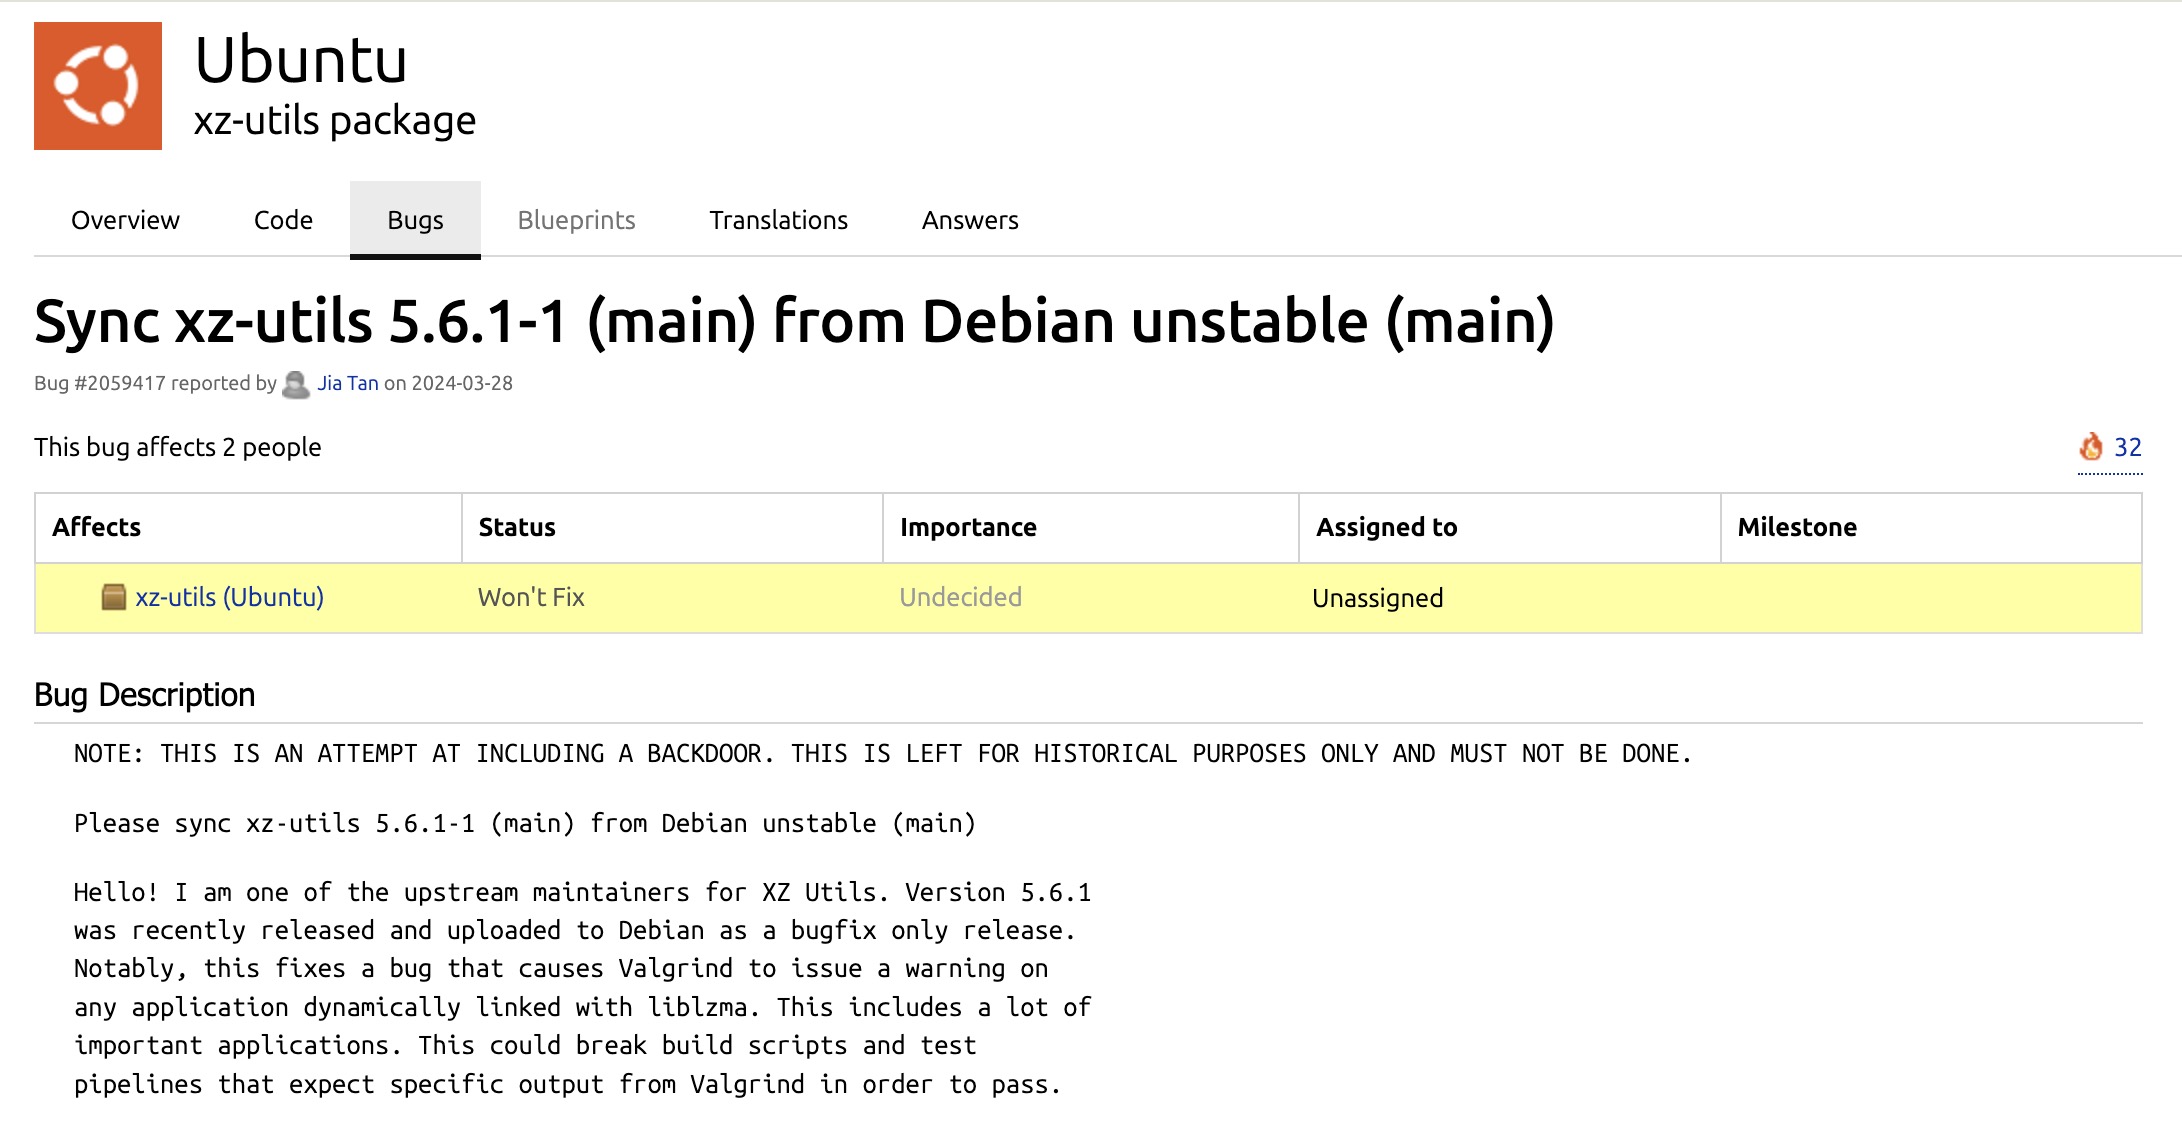 Ubuntu
xz-utils package
Overview Code Bugs Blueprints Translations Answers
Sync xz-utils 5.6.1-1 (main) from Debian unstable (main)
Bug #2059417 reported by Jia Tan on 2024-03-28
This bug affects 2 people 32
Affects Status Importance Assigned to Milestone
xz-utils (Ubuntu) Won't Fix Undecided Unassigned
Bug Description
NOTE: THIS IS AN ATTEMPT AT INCLUDING A BACKDOOR. THIS IS LEFT FOR HISTORICAL PURPOSES ONLY AND MUST NOT BE DONE.
Please sync xz-utils 5.6.1-1 (main) from Debian unstable (main)
Hello! I am one of the upstream maintainers for XZ Utils. Version 5.6.1
was recently released and uploaded to Debian as a bugfix only release.
Notably, this fixes a bug that causes Valgrind to issue a warning on
any application dynamically linked with liblzma. This includes a lot of
important applications. This could break build scripts and test
pipelines that expect specific output from Valgrind in order to pass.